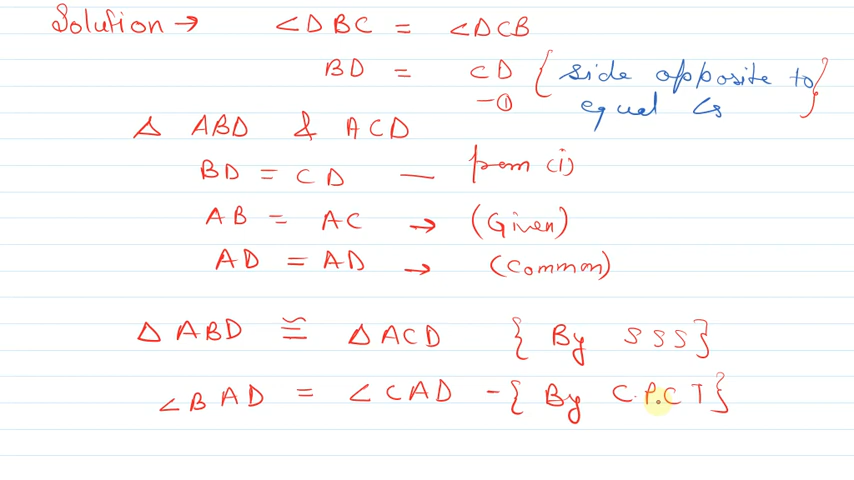 Solution → ∠DBC = ∠DCB
BD = CD { side opposite to equal ∠s }
—①
Δ ABD & ACD
BD = CD — from (i)
AB = AC → (Given)
AD = AD → (Common)
Δ ABD ≅ ΔACD { By SSS }
∠BAD = ∠CAD - { By C.P.C T }